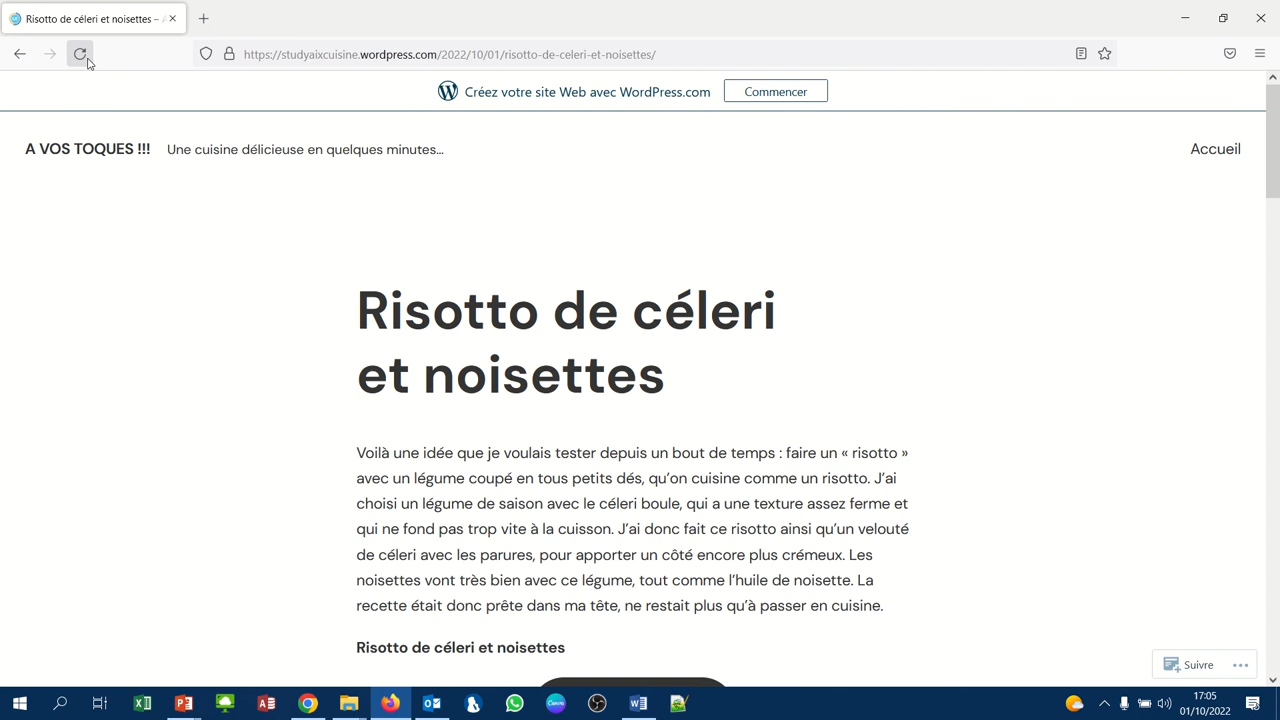 Risotto de céleri et noisettes – A
https://studyaixcuisine.wordpress.com/2022/10/01/risotto-de-celeri-et-noisettes/
Créez votre site Web avec WordPress.com
Commencer
A VOS TOQUES !!!
Une cuisine délicieuse en quelques minutes...
Accueil
Risotto de céleri
et noisettes
Voilà une idée que je voulais tester depuis un bout de temps : faire un « risotto »
avec un légume coupé en tous petits dés, qu’on cuisine comme un risotto. J’ai
choisi un légume de saison avec le céleri boule, qui a une texture assez ferme et
qui ne fond pas trop vite à la cuisson. J’ai donc fait ce risotto ainsi qu’un velouté
de céleri avec les parures, pour apporter un côté encore plus crémeux. Les
noisettes vont très bien avec ce légume, tout comme l’huile de noisette. La
recette était donc prête dans ma tête, ne restait plus qu’à passer en cuisine.
Risotto de céleri et noisettes
Suivre
17:05
01/10/2022